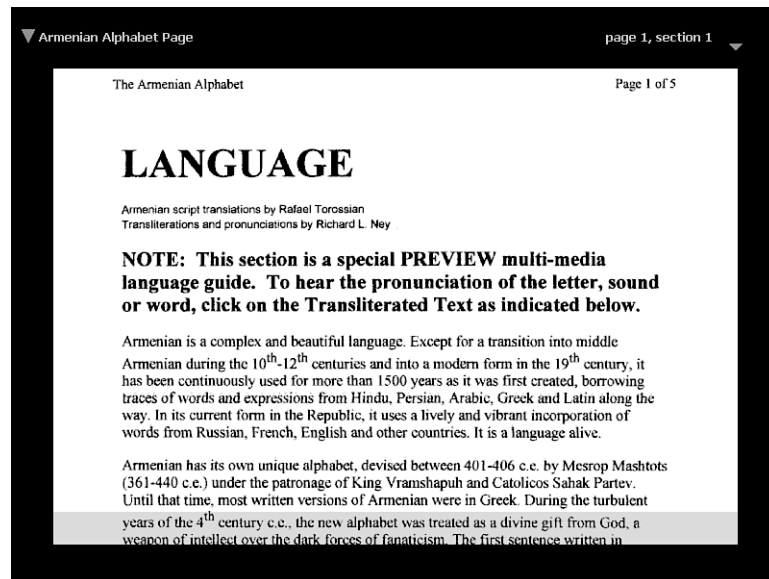 Armenian Alphabet Page
page 1, section 1
The Armenian Alphabet
Page 1 of 5
LANGUAGE
Armenian script translations by Rafael Torossian
Transliterations and pronunciations by Richard L. Ney
NOTE: This section is a special PREVIEW multi-media
language guide. To hear the pronunciation of the letter, sound
or word, click on the Transliterated Text as indicated below.
Armenian is a complex and beautiful language. Except for a transition into middle
Armenian during the 10th-12th centuries and into a modern form in the 19th century, it
has been continuously used for more than 1500 years as it was first created, borrowing
traces of words and expressions from Hindu, Persian, Arabic, Greek and Latin along the
way. In its current form in the Republic, it uses a lively and vibrant incorporation of
words from Russian, French, English and other countries. It is a language alive.
Armenian has its own unique alphabet, devised between 401-406 c.e. by Mesrop Mashtots
(361-440 c.e.) under the patronage of King Vramshapuh and Catolicos Sahak Partev.
Until that time, most written versions of Armenian were in Greek. During the turbulent
years of the 4th century c.e., the new alphabet was treated as a divine gift from God, a
weapon of intellect over the dark forces of fanaticism. The first sentence written in